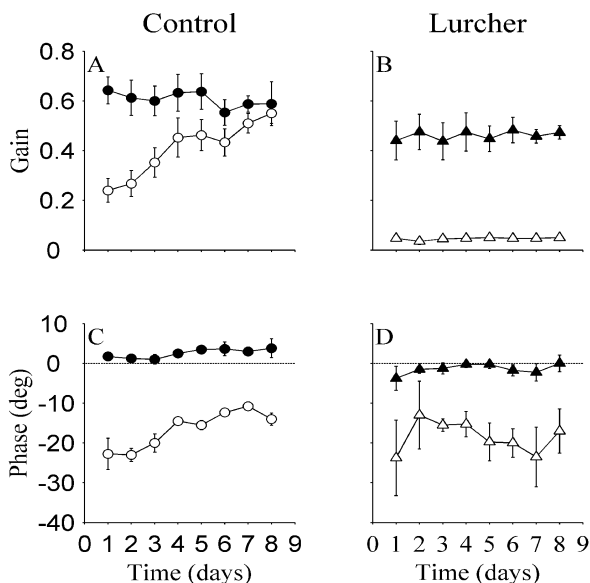 Control Lurcher
A B
0.8
0.6
0.4
0.2
0
Gain
C D
10
0
-10
-20
-30
-40
Phase (deg)
0 1 2 3 4 5 6 7 8 9 0 1 2 3 4 5 6 7 8 9
Time (days) Time (days)